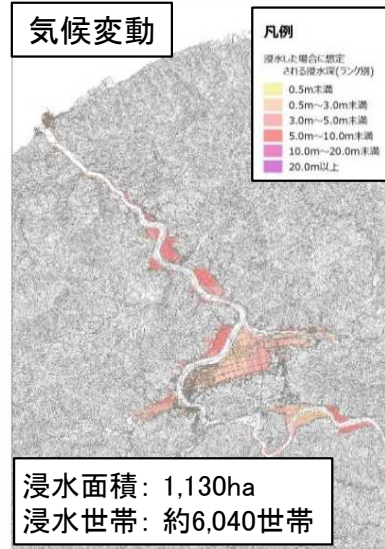 気候変動
凡例
浸水した場合に想定
される浸水深(ランク別)
0.5m未満
0.5m~3.0m未満
3.0m~5.0m未満
5.0m~10.0m未満
10.0m~20.0m未満
20.0m以上
浸水面積: 1,130ha
浸水世帯: 約6,040世帯